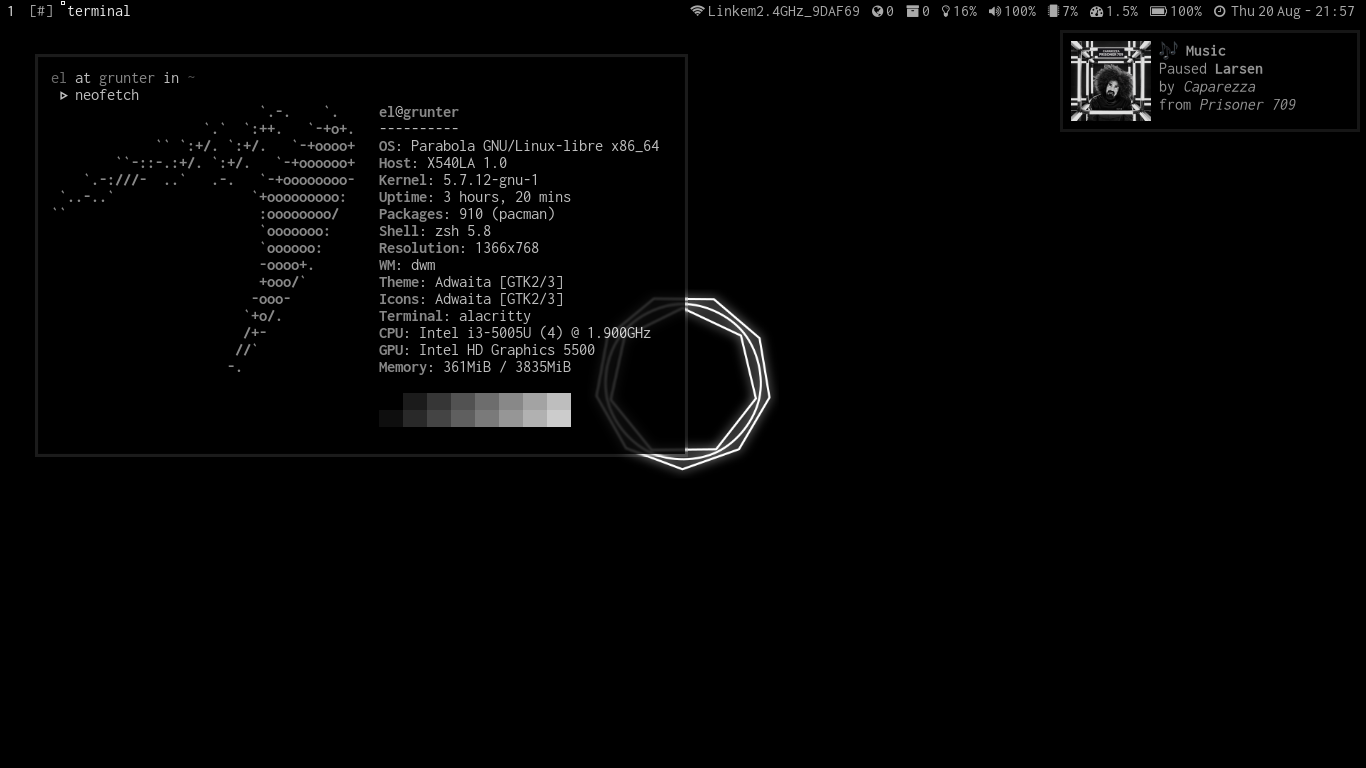 1 [#] terminal Linkem2.4GHz_9DAF69 0 0 16% 100% 7% 1.5% 100% Thu 20 Aug - 21:57
🎶 Music
Paused Larsen
by Caparezza
from Prisoner 709
CAPAREZZA
PRISONER 709
el at grunter in ~
▷ neofetch
el@grunter
----------
OS: Parabola GNU/Linux-libre x86_64
Host: X540LA 1.0
Kernel: 5.7.12-gnu-1
Uptime: 3 hours, 20 mins
Packages: 910 (pacman)
Shell: zsh 5.8
Resolution: 1366x768
WM: dwm
Theme: Adwaita [GTK2/3]
Icons: Adwaita [GTK2/3]
Terminal: alacritty
CPU: Intel i3-5005U (4) @ 1.900GHz
GPU: Intel HD Graphics 5500
Memory: 361MiB / 3835MiB